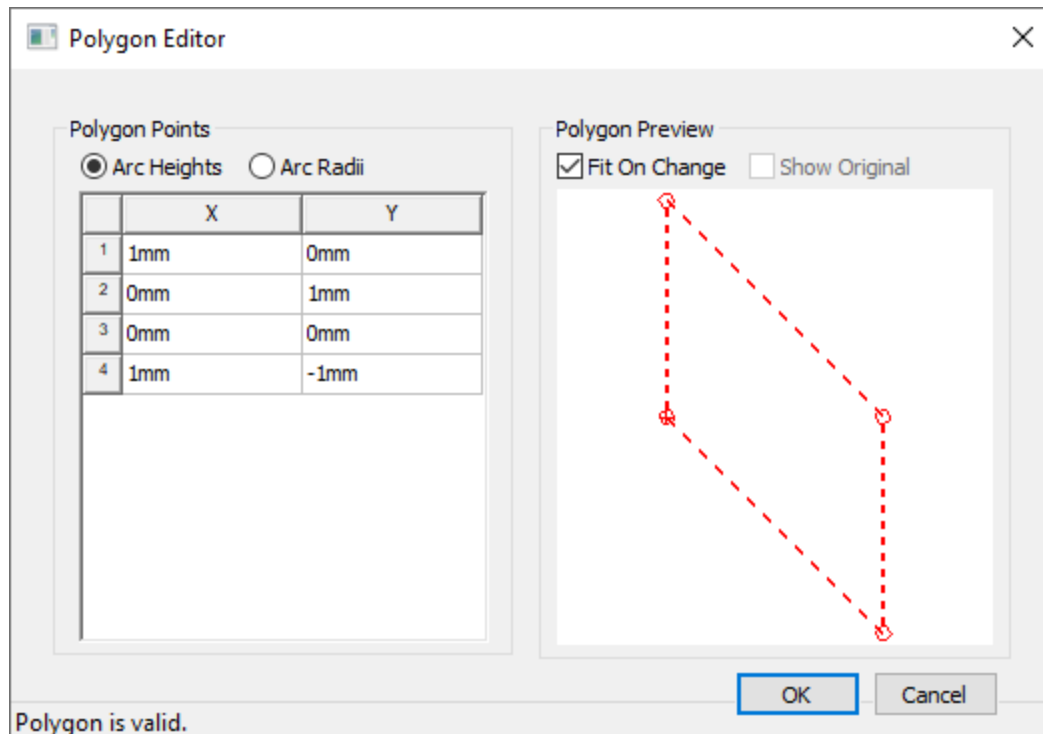 Polygon Editor
Polygon Points
Arc Heights Arc Radii
X Y
1 1mm 0mm
2 0mm 1mm
3 0mm 0mm
4 1mm -1mm
Polygon Preview
Fit On Change Show Original
OK Cancel
Polygon is valid.